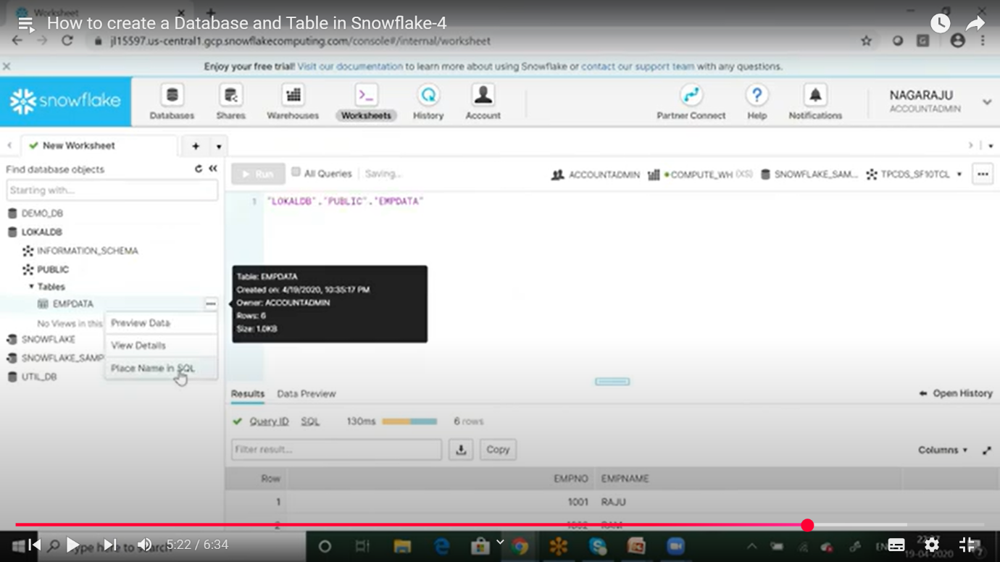 Worksheet
How to create a Database and Table in Snowflake-4
jl15597.us-central1.gcp.snowflakecomputing.com/console#/internal/worksheet
Enjoy your free trial! Visit our documentation to learn more about using Snowflake or contact our support team with any questions.
snowflake
Databases Shares Warehouses Worksheets History Account Partner Connect Help Notifications
NAGARAJU
ACCOUNTADMIN
New Worksheet
Find database objects
Starting with...
Run All Queries Saving... ACCOUNTADMIN COMPUTE_WH (XS) SNOWFLAKE_SAM... TPCDS_SF10TCL
1 "LOKALDB"."PUBLIC"."EMPDATA"
DEMO_DB
LOKALDB
INFORMATION_SCHEMA
PUBLIC
Tables
EMPDATA
No Views in this
SNOWFLAKE
SNOWFLAKE_SAMP
UTIL_DB
Preview Data
View Details
Place Name in SQL
Table: EMPDATA
Created on: 4/19/2020, 10:35:17 PM
Owner: ACCOUNTADMIN
Rows: 6
Size: 1.0KB
Results Data Preview Open History
Query ID SQL 130ms 6 rows
Filter result... Copy Columns
Row EMPNO EMPNAME
1 1001 RAJU
2 1002 RAM
Type here to search
5:22 / 6:34
19-04-2020